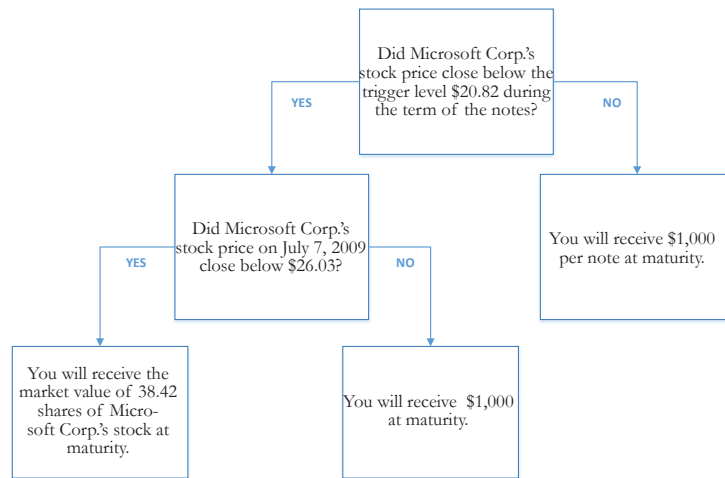 Did Microsoft Corp.'s
stock price close below the
trigger level $20.82 during
the term of the notes?
YES
NO
Did Microsoft Corp.'s
stock price on July 7, 2009
close below $26.03?
You will receive $1,000
per note at maturity.
YES
NO
You will receive the
market value of 38.42
shares of Micro-
soft Corp.'s stock at
maturity.
You will receive $1,000
at maturity.